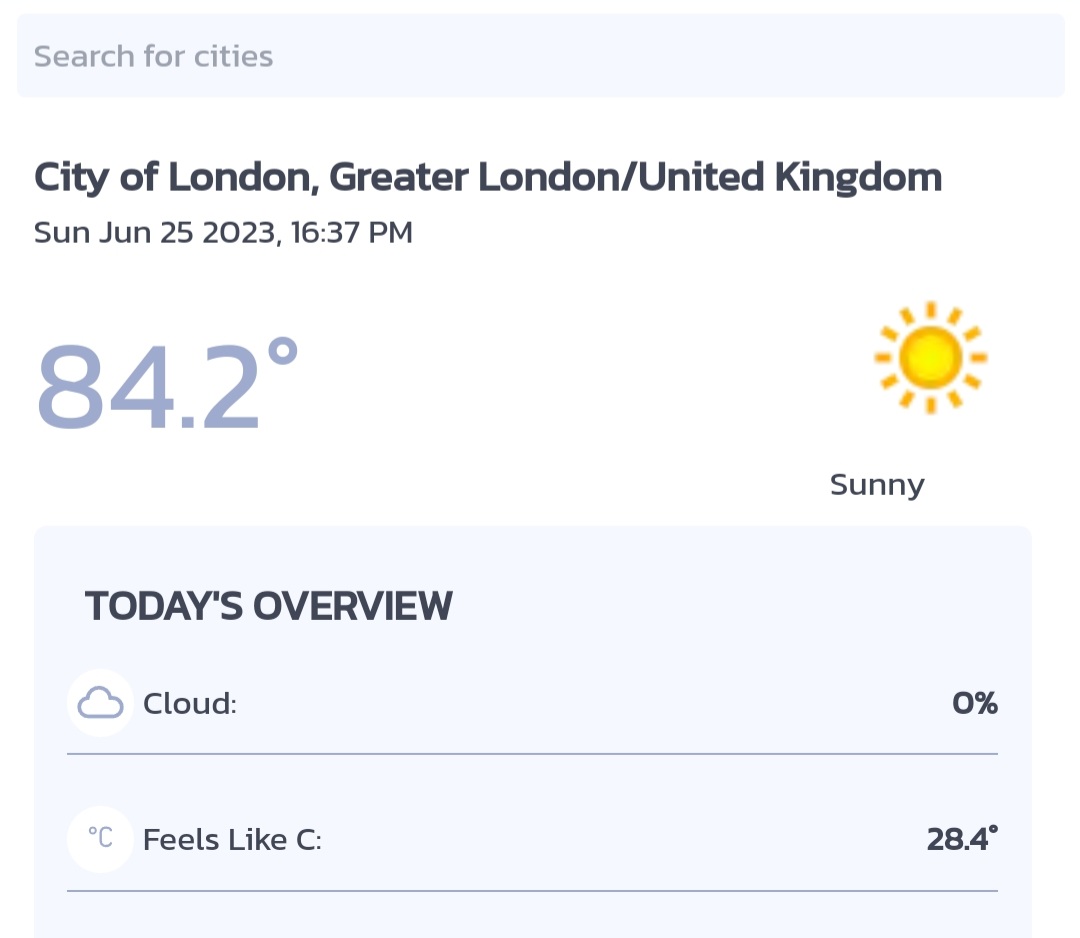 Search for cities
City of London, Greater London/United Kingdom
Sun Jun 25 2023, 16:37 PM
84.2°
Sunny
TODAY'S OVERVIEW
Cloud: 0%
°C Feels Like C: 28.4°